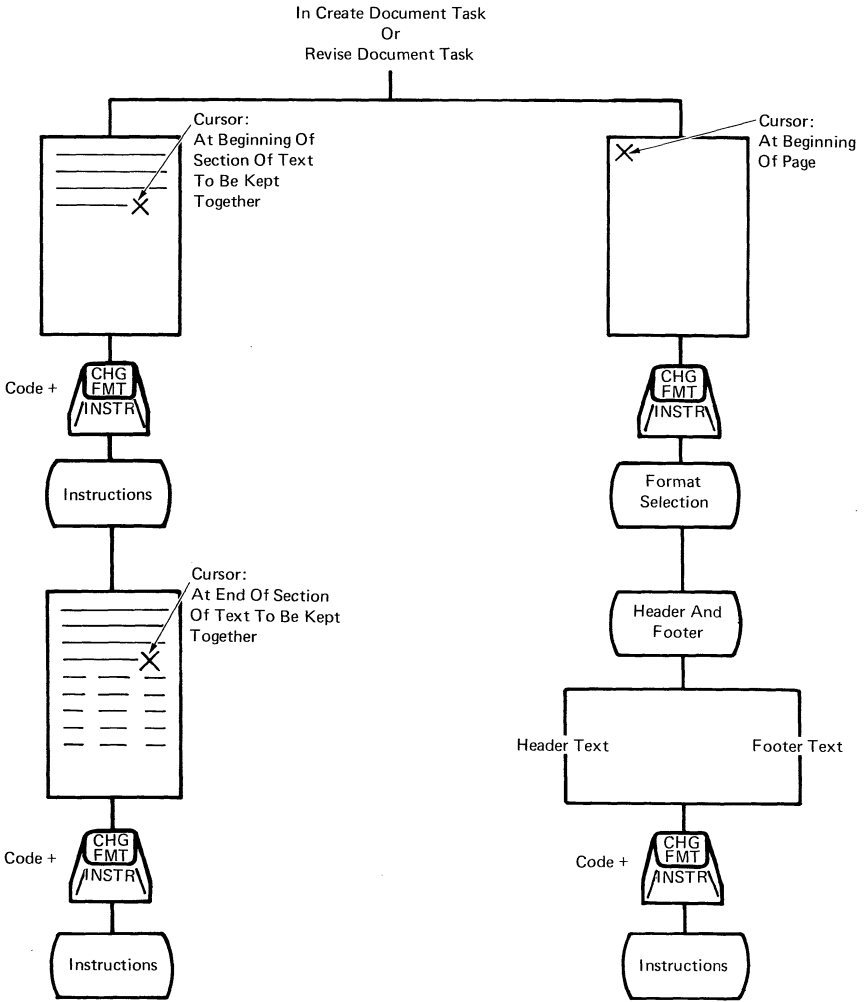 In Create Document Task
Or
Revise Document Task
Cursor:
At Beginning Of
Section Of Text
To Be Kept
Together
Cursor:
At Beginning
Of Page
Code +
CHG
FMT
INSTR
CHG
FMT
INSTR
Instructions
Format
Selection
Cursor:
At End Of Section
Of Text To Be Kept
Together
Header And
Footer
Header Text
Footer Text
Code +
CHG
FMT
INSTR
Code +
CHG
FMT
INSTR
Instructions
Instructions